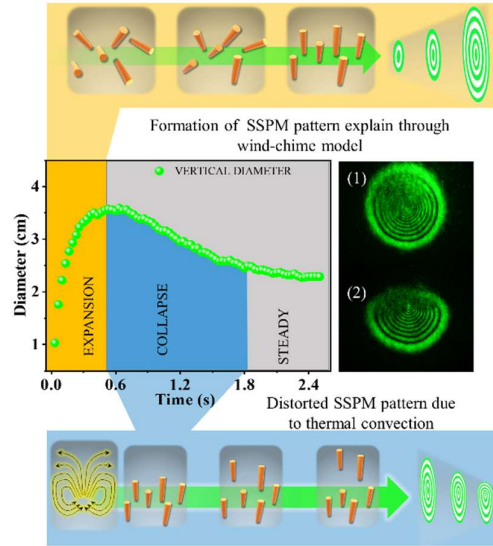 Formation of SSPM pattern explain through
wind-chime model
VERTICAL DIAMETER
4
3
2
1
Diameter (cm)
EXPANSION
COLLAPSE
STEADY
0.0 0.6 1.2 1.8 2.4
Time (s)
(1)
(2)
Distorted SSPM pattern due
to thermal convection